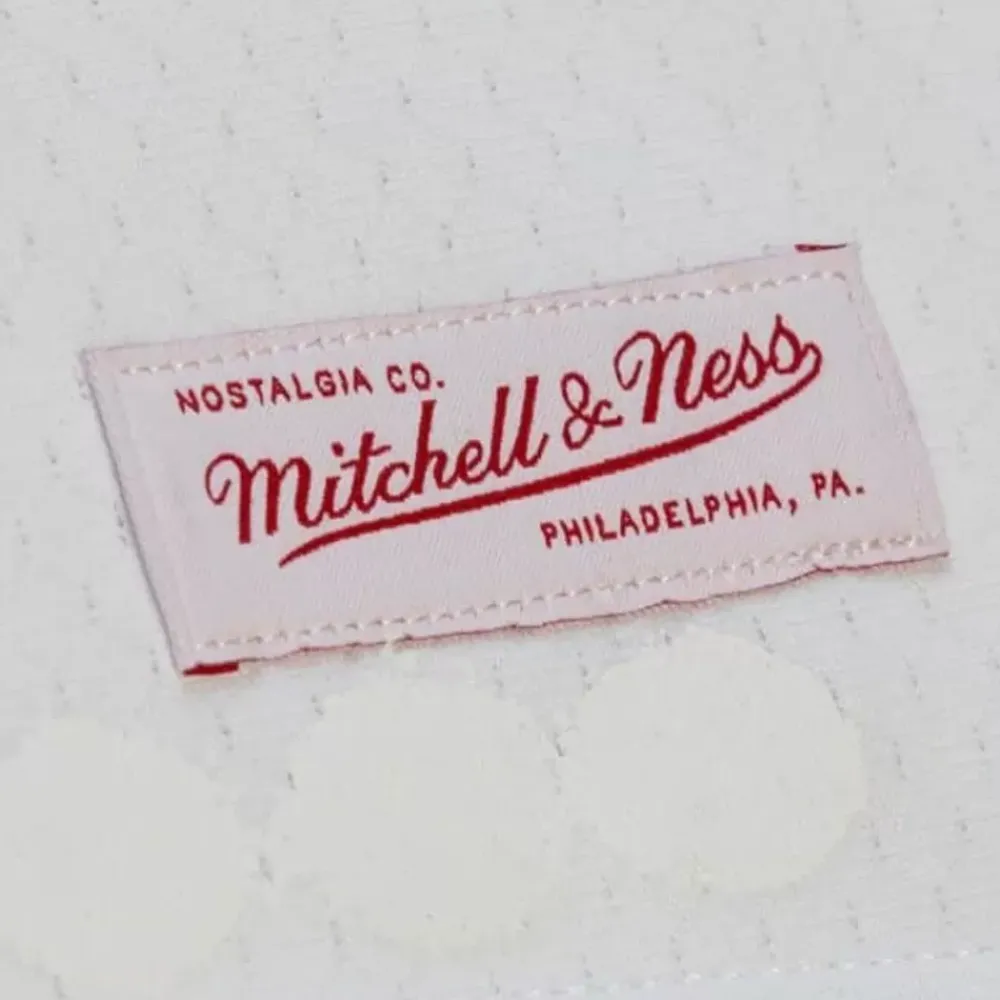 NOSTALGIA CO.
Mitchell & Ness
PHILADELPHIA, PA.